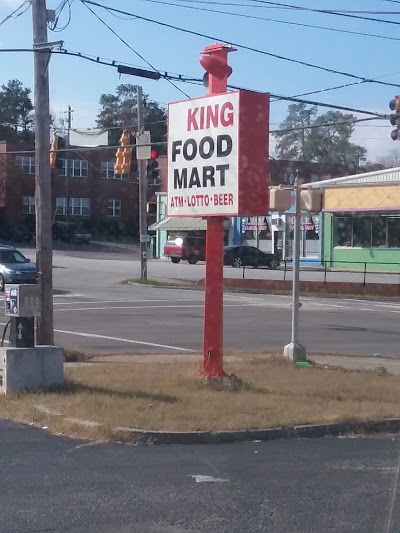 KING
FOOD
MART
ATM · LOTTO · BEER